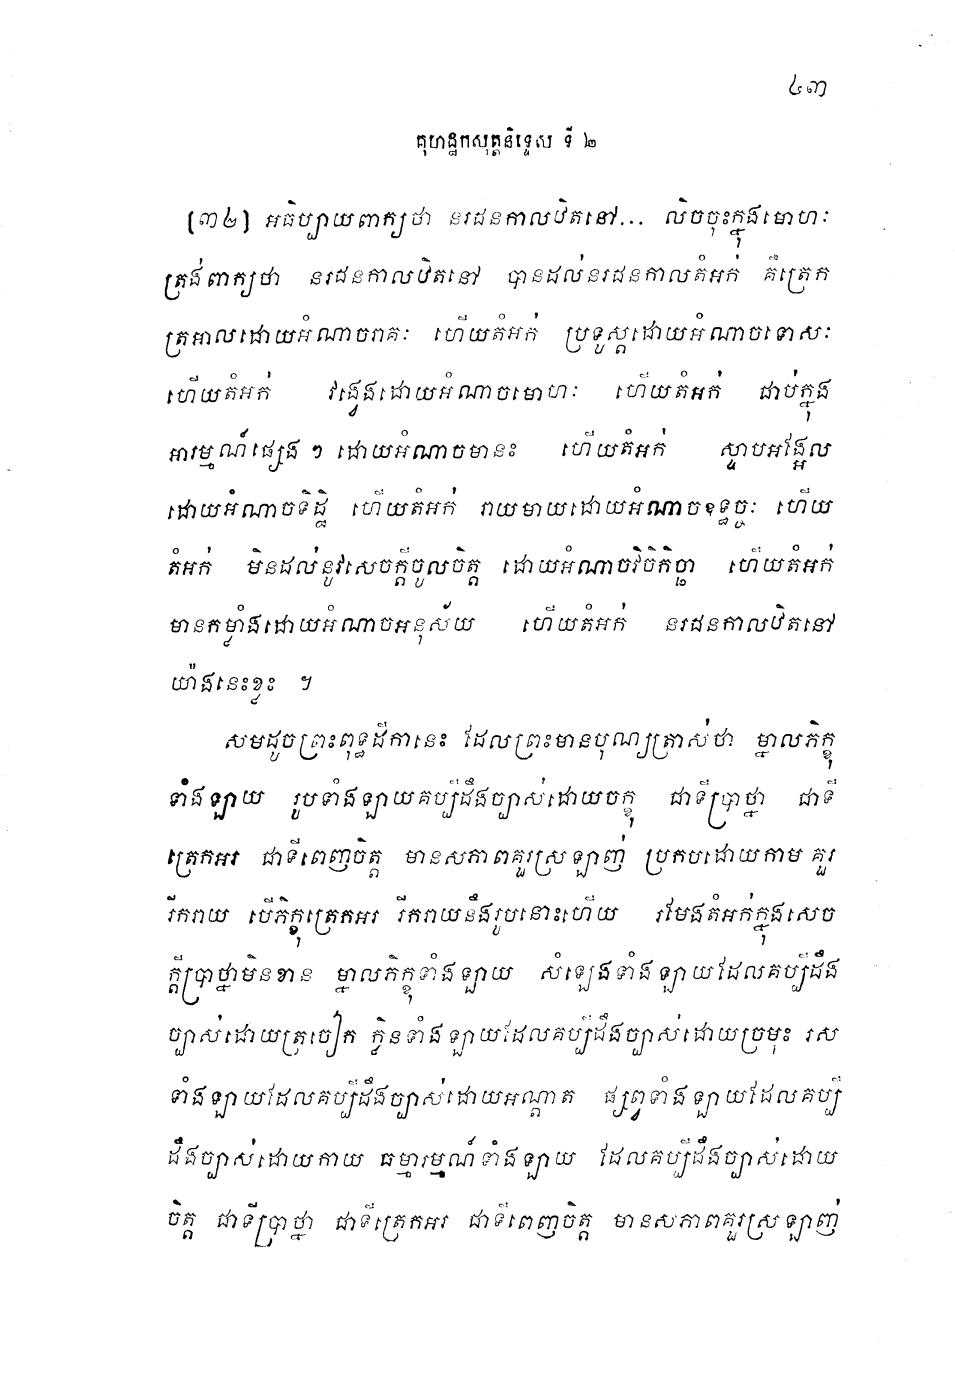 ៤៣
គុហដ្ឋកសុត្តនិទ្ទេស ទី ២
(៣៤) អធិប្បាយពាក្យថា នរជនកាលឋិតនៅ... លិចចុះក្នុងមោហៈ
ត្រង់ពាក្យថា នរជនកាលឋិតនៅ បានដល់នរជនកាលតំអក់ គឺត្រេក
ត្រអាលដោយអំណាចរាគៈ ហើយតំអក់ ប្រទូស្តដោយអំណាចទោសៈ
ហើយតំអក់ វង្វេងដោយអំណាចមោហៈ ហើយតំអក់ ជាប់ក្នុង
អារម្មណ៍ផ្សេង ៗ ដោយអំណាចមានះ ហើយតំអក់ ស្ទាបអង្អែល
ដោយអំណាចទិដ្ឋិ ហើយតំអក់ រាយមាយដោយអំណាចឧទ្ធច្ចៈ ហើយ
តំអក់ មិនដល់នូវសេចក្តីចូលចិត្ត ដោយអំណាចវិចិកិច្ឆា ហើយតំអក់
មានកម្លាំងដោយអំណាចអនុស័យ ហើយតំអក់ នរជនកាលឋិតនៅ
យ៉ាងនេះខ្លះ ។
សមដូចព្រះពុទ្ធដីកានេះ ដែលព្រះមានបុណ្យត្រាស់ថា ម្នាលភិក្ខុ
ទាំងឡាយ រូបទាំងឡាយគប្បីដឹងច្បាស់ដោយចក្ខុ ជាទីប្រាថ្នា ជាទី
ត្រេកអរ ជាទីពេញចិត្ត មានសភាពគួរស្រឡាញ់ ប្រកបដោយកាម គួរ
រីករាយ បើភិក្ខុត្រេកអរ រីករាយនឹងរូបនោះហើយ រមែងតំអក់ក្នុងសេច
ក្តីប្រាថ្នាមិនខាន ម្នាលភិក្ខុទាំងឡាយ សំឡេងទាំងឡាយដែលគប្បីដឹង
ច្បាស់ដោយត្រចៀក ក្លិនទាំងឡាយដែលគប្បីដឹងច្បាស់ដោយច្រមុះ រស
ទាំងឡាយដែលគប្បីដឹងច្បាស់ដោយអណ្តាត ផ្សព្វទាំងឡាយដែលគប្បី
ដឹងច្បាស់ដោយកាយ ធម្មារម្មណ៍ទាំងឡាយ ដែលគប្បីដឹងច្បាស់ដោយ
ចិត្ត ជាទីប្រាថ្នា ជាទីត្រេកអរ ជាទីពេញចិត្ត មានសភាពគួរស្រឡាញ់